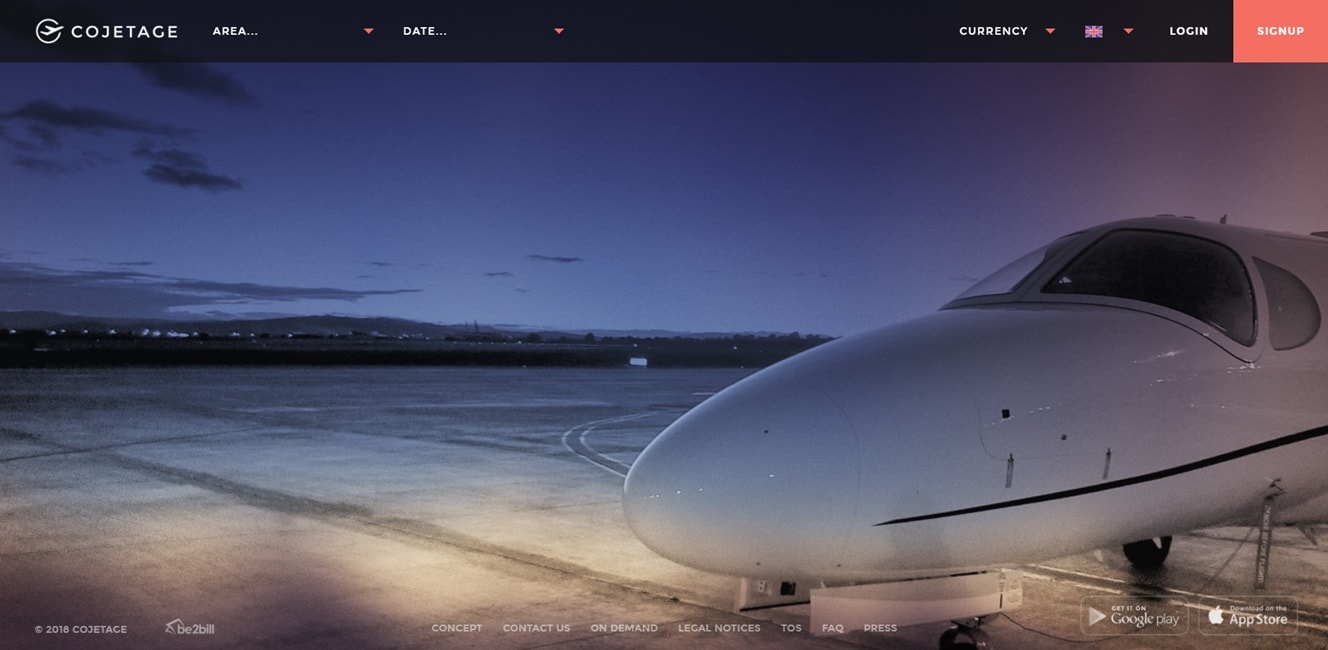 COJETAGE
AREA...
DATE...
CURRENCY
LOGIN
SIGNUP
© 2016 COJETAGE
be2bill
CONCEPT
CONTACT US
ON DEMAND
LEGAL NOTICES
TOS
FAQ
PRESS
GET IT ON
Google play
Download on the
App Store